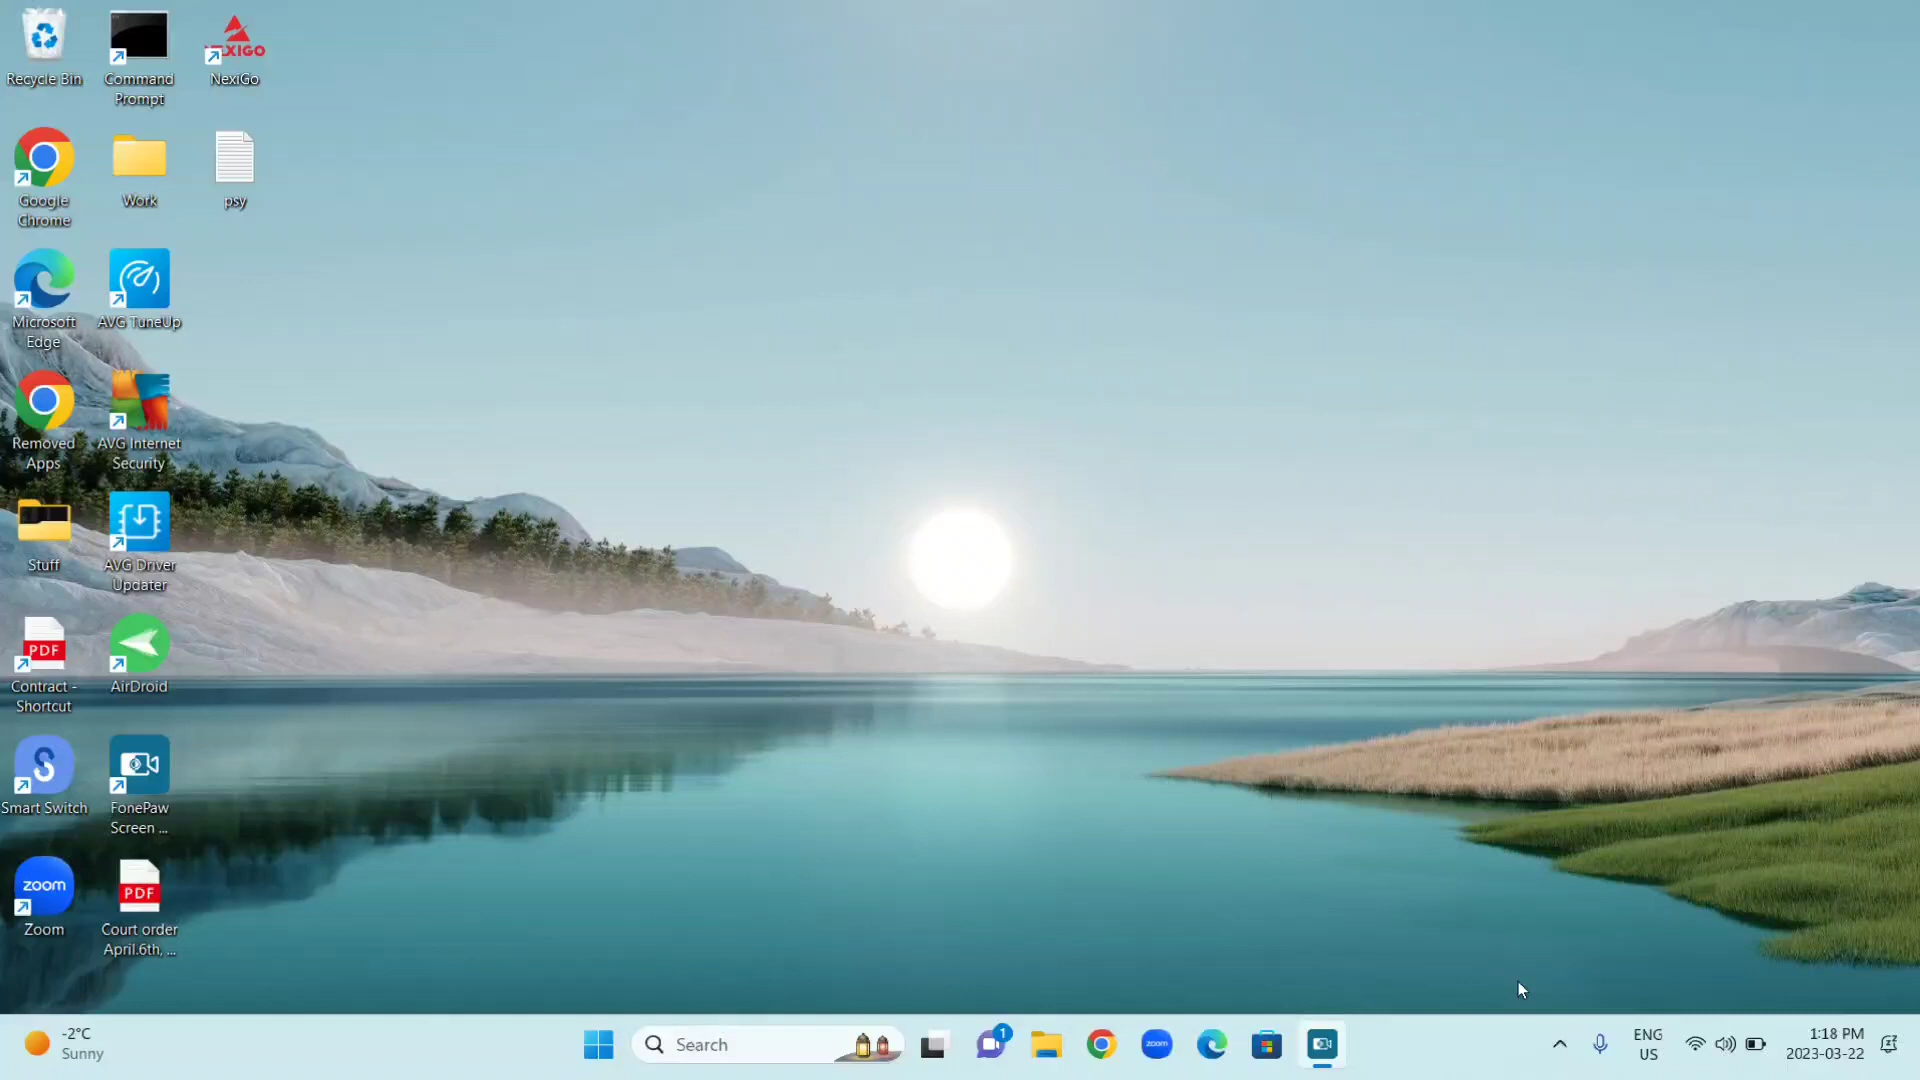 Recycle Bin
Command
Prompt
NEXIGO
NexiGo
Google
Chrome
Work
psy
Microsoft
Edge
AVG TuneUp
Removed
Apps
AVG Internet
Security
Stuff
AVG Driver
Updater
PDF
Contract -
Shortcut
AirDroid
Smart Switch
FonePaw
Screen ...
zoom
Zoom
PDF
Court order
April.6th, ...
-2°C
Sunny
Search
1
zoom
ENG
US
1:18 PM
2023-03-22